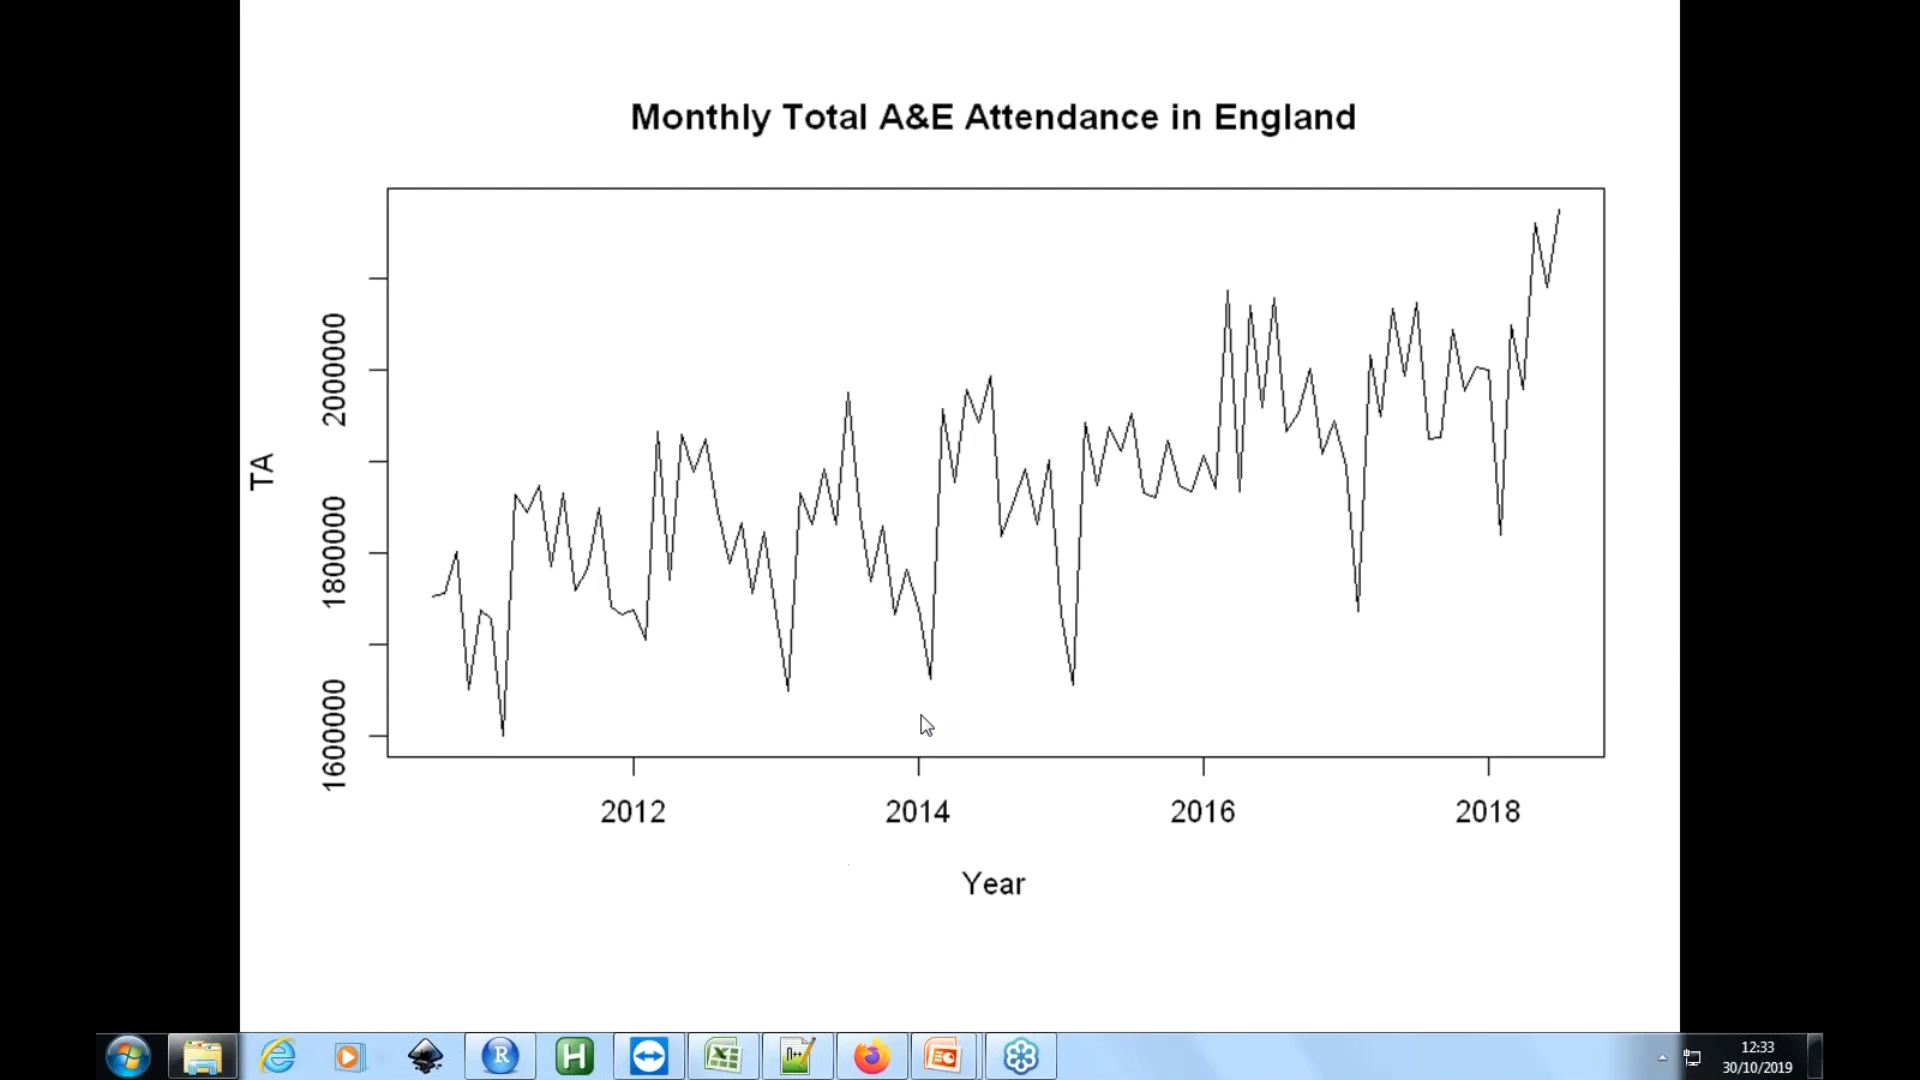 Monthly Total A&E Attendance in England
TA
2000000
1800000
1600000
2012 2014 2016 2018
Year
R H X n++
12:33
30/10/2019